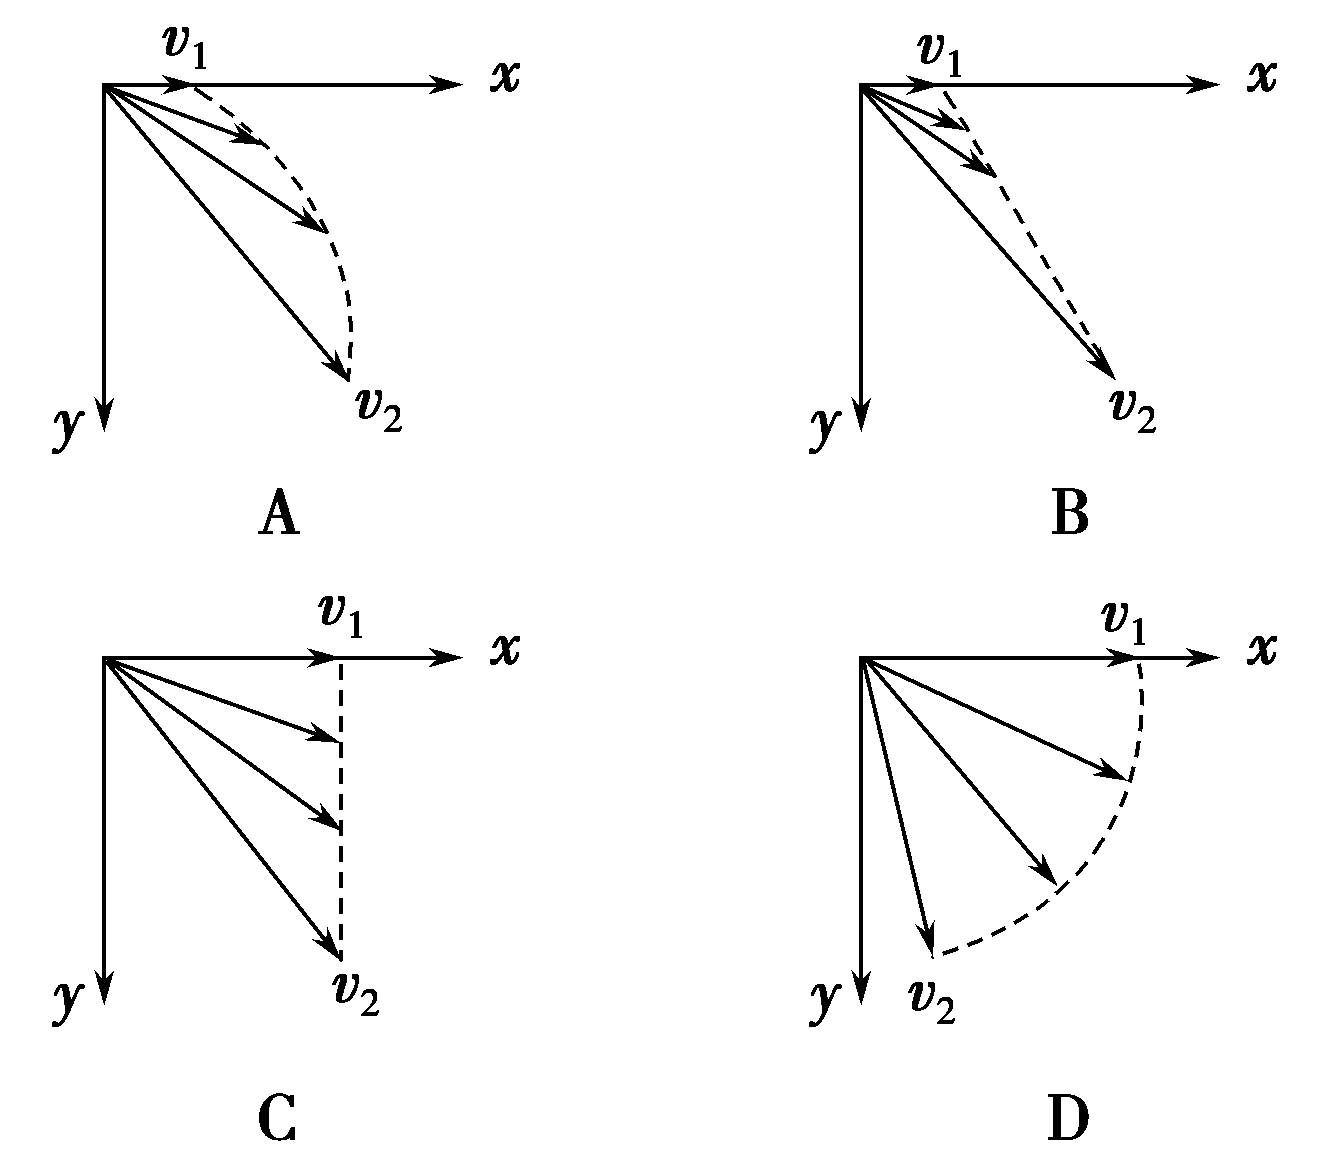 v₁ x v₁ x
y v₂ y v₂
A B
v₁ x v₁ x
y v₂ y v₂
C D